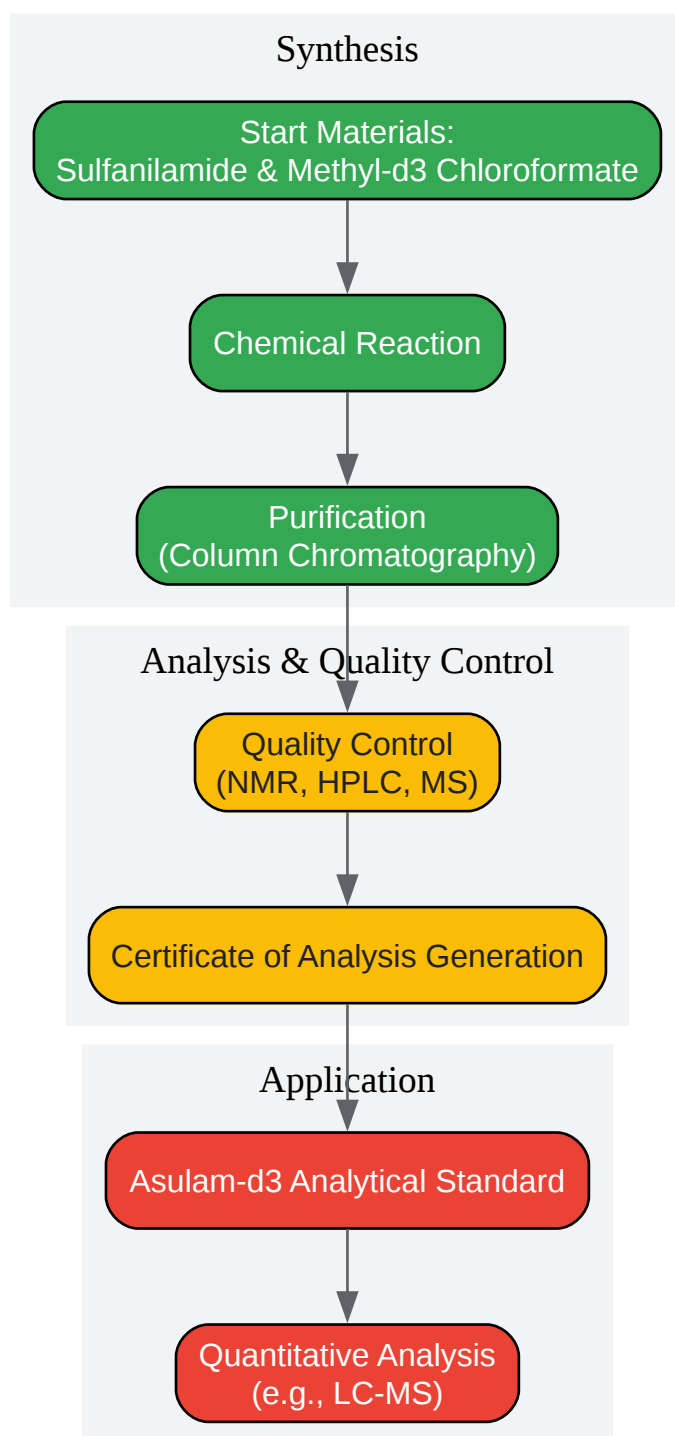 Synthesis
Start Materials:
Sulfanilamide & Methyl-d3 Chloroformate
Chemical Reaction
Purification
(Column Chromatography)
Analysis & Quality Control
Quality Control
(NMR, HPLC, MS)
Certificate of Analysis Generation
Application
Asulam-d3 Analytical Standard
Quantitative Analysis
(e.g., LC-MS)